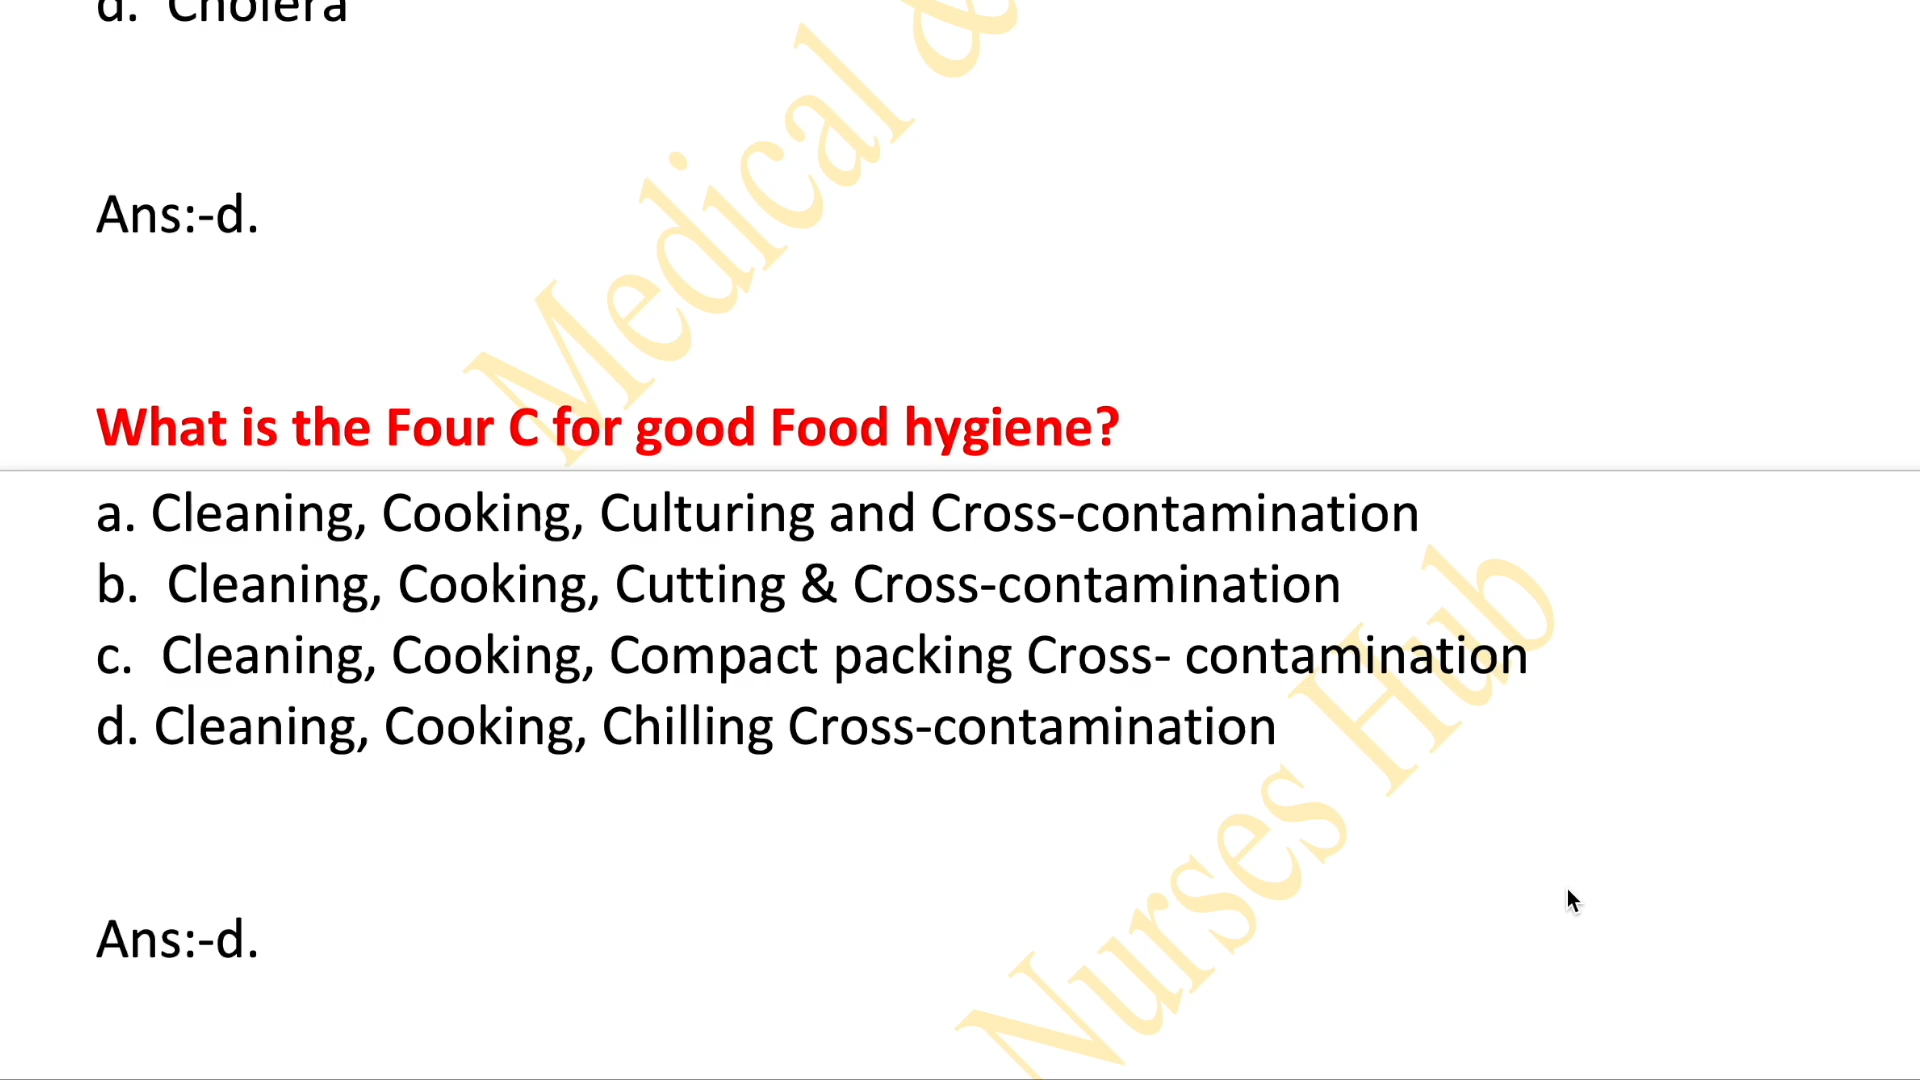 d. Cholera
Ans:-d.
What is the Four C for good Food hygiene?
a. Cleaning, Cooking, Culturing and Cross-contamination
b. Cleaning, Cooking, Cutting & Cross-contamination
c. Cleaning, Cooking, Compact packing Cross- contamination
d. Cleaning, Cooking, Chilling Cross-contamination
Ans:-d.
Medical &
Nurses Hub